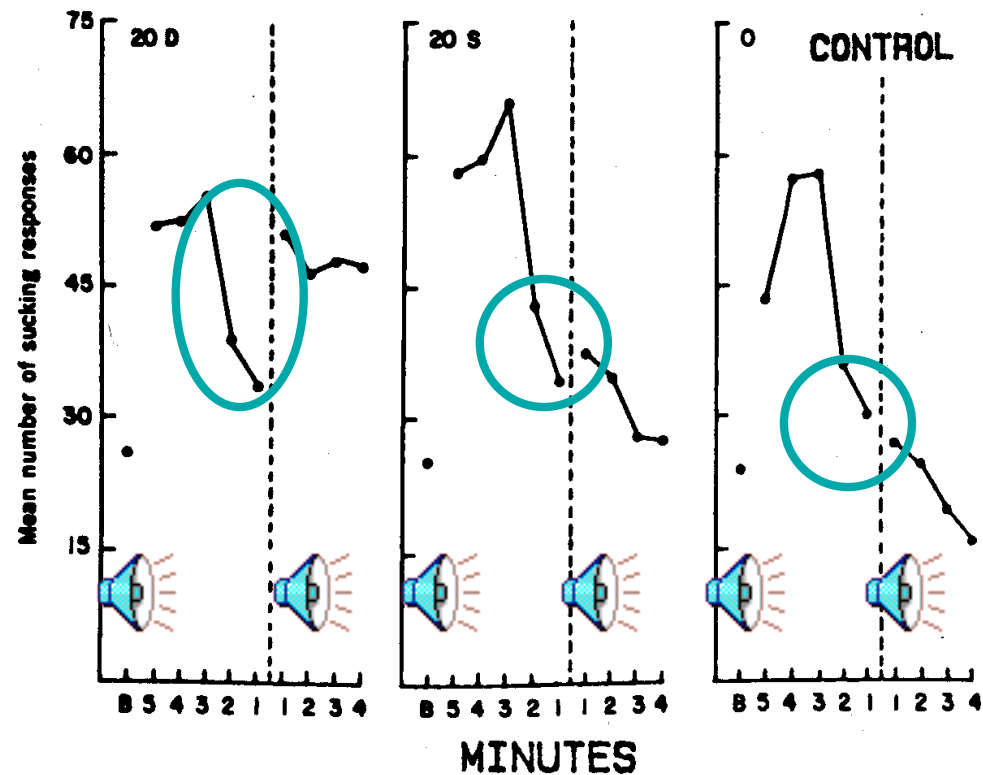 75
60
45
30
15
Mean number of sucking responses
20 D
20 S
0
CONTROL
B 5 4 3 2 1 1 2 3 4
B 5 4 3 2 1 1 2 3 4
B 5 4 3 2 1 1 2 3 4
MINUTES